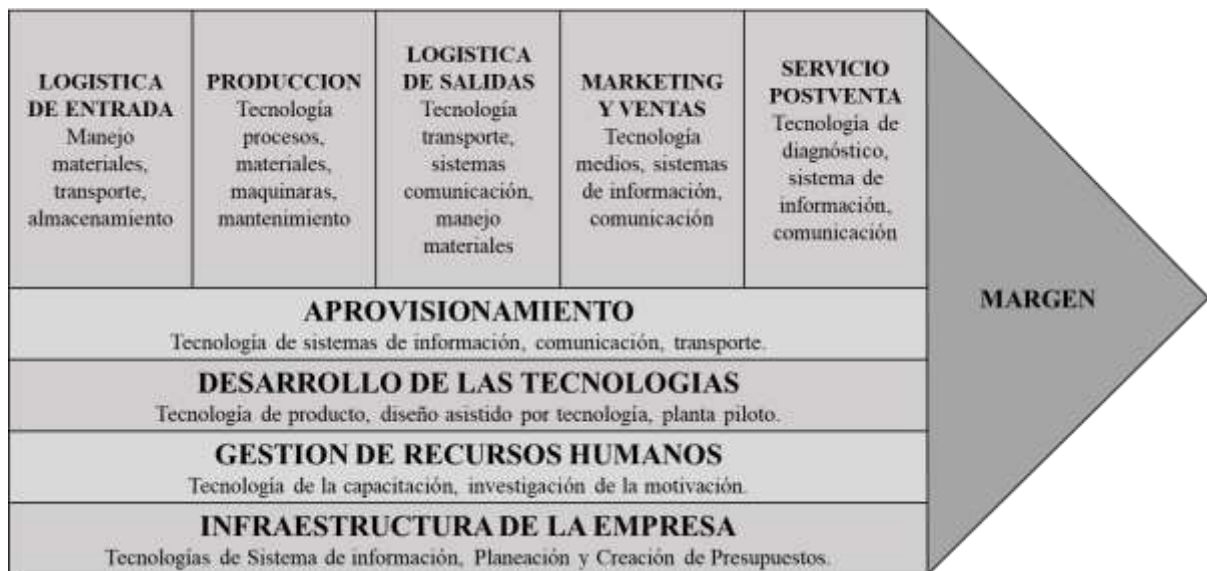 LOGISTICA
DE ENTRADA
Manejo
materiales,
transporte,
almacenamiento
PRODUCCION
Tecnología
procesos,
materiales,
maquinaras,
mantenimiento
LOGISTICA
DE SALIDAS
Tecnología
transporte,
sistemas
comunicación,
manejo
materiales
MARKETING
Y VENTAS
Tecnología
medios, sistemas
de información,
comunicación
SERVICIO
POSTVENTA
Tecnología de
diagnóstico,
sistema de
información,
comunicación
MARGEN
APROVISIONAMIENTO
Tecnología de sistemas de información, comunicación, transporte.
DESARROLLO DE LAS TECNOLOGIAS
Tecnología de producto, diseño asistido por tecnología, planta piloto.
GESTION DE RECURSOS HUMANOS
Tecnología de la capacitación, investigación de la motivación.
INFRAESTRUCTURA DE LA EMPRESA
Tecnologías de Sistema de información, Planeación y Creación de Presupuestos.